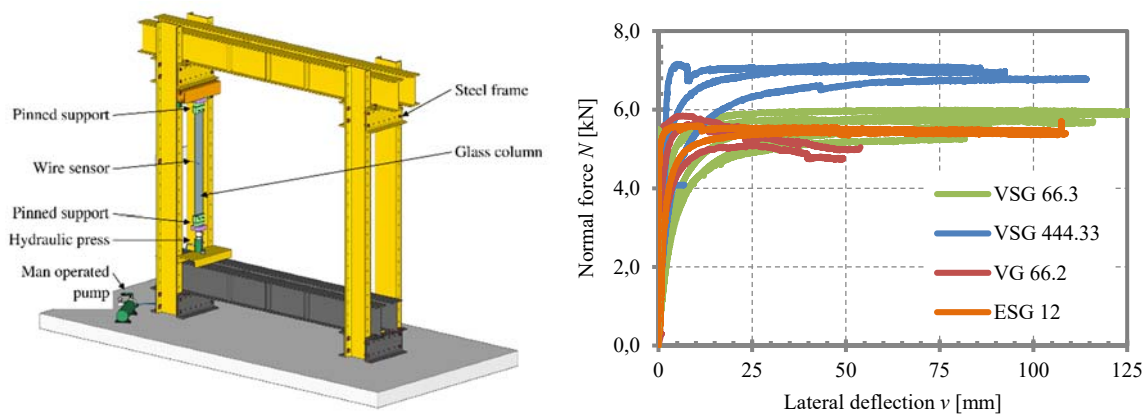 Pinned support
Wire sensor
Pinned support
Hydraulic press
Man operated
pump
Steel frame
Glass column
Normal force N [kN]
8,0
6,0
4,0
2,0
0,0
VSG 66.3
VSG 444.33
VG 66.2
ESG 12
0 25 50 75 100 125
Lateral deflection v [mm]